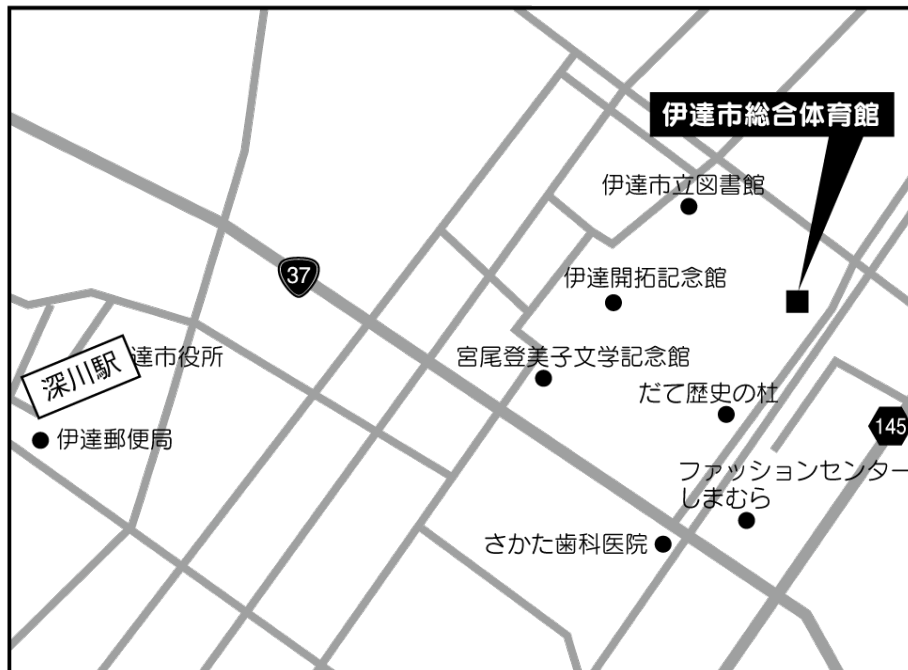 伊達市総合体育館
伊達市立図書館
37
伊達開拓記念館
達市役所
深川駅
宮尾登美子文学記念館
だて歴史の杜
145
伊達郵便局
ファッションセンター
しまむら
さかた歯科医院